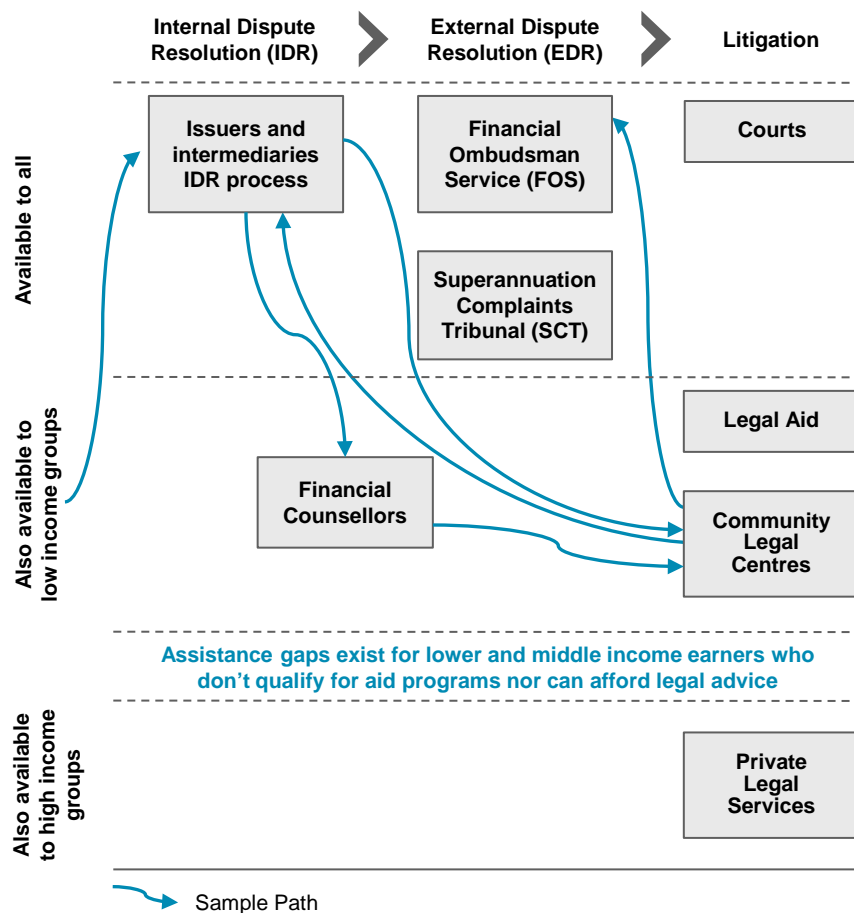 Internal Dispute
Resolution (IDR)
External Dispute
Resolution (EDR)
Litigation
Available to all
Issuers and
intermediaries
IDR process
Financial
Ombudsman
Service (FOS)
Courts
Superannuation
Complaints
Tribunal (SCT)
Also available to
low income groups
Legal Aid
Financial
Counsellors
Community
Legal
Centres
Assistance gaps exist for lower and middle income earners who
don’t qualify for aid programs nor can afford legal advice
Also available
to high income
groups
Private
Legal
Services
Sample Path